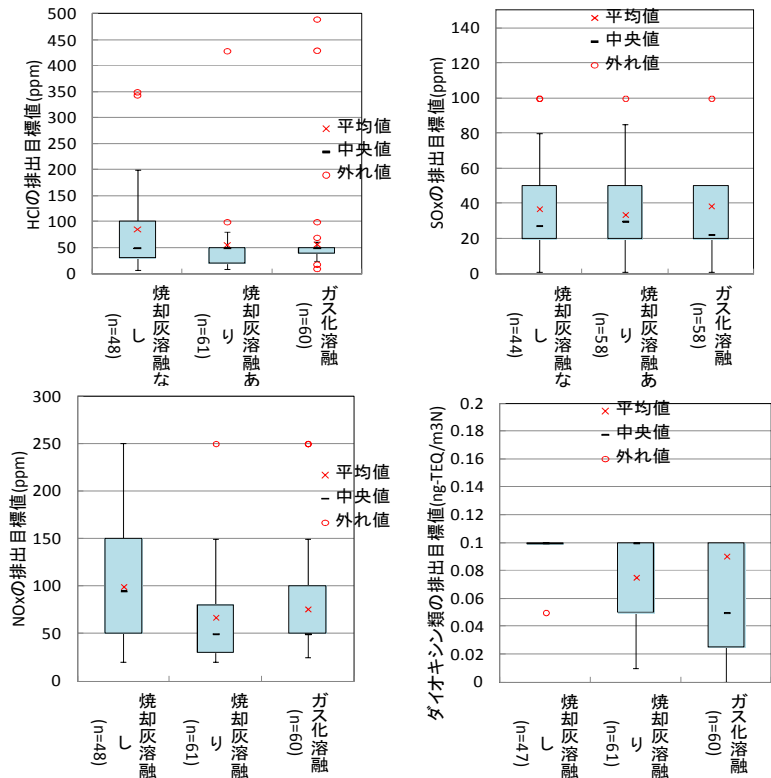 HClの排出目標値(ppm)
500
450
400
350
300
250
200
150
100
50
0
平均値
中央値
外れ値
焼却灰溶融なし
(n=48)
焼却灰溶融あり
(n=61)
ガス化溶融
(n=60)
SOxの排出目標値(ppm)
140
120
100
80
60
40
20
0
平均値
中央値
外れ値
焼却灰溶融なし
(n=44)
焼却灰溶融あり
(n=58)
ガス化溶融
(n=58)
NOxの排出目標値(ppm)
300
250
200
150
100
50
0
平均値
中央値
外れ値
焼却灰溶融なし
(n=48)
焼却灰溶融あり
(n=61)
ガス化溶融
(n=60)
ダイオキシン類の排出目標値(ng-TEQ/m3N)
0.2
0.18
0.16
0.14
0.12
0.1
0.08
0.06
0.04
0.02
0
平均値
中央値
外れ値
焼却灰溶融なし
(n=47)
焼却灰溶融あり
(n=61)
ガス化溶融
(n=60)